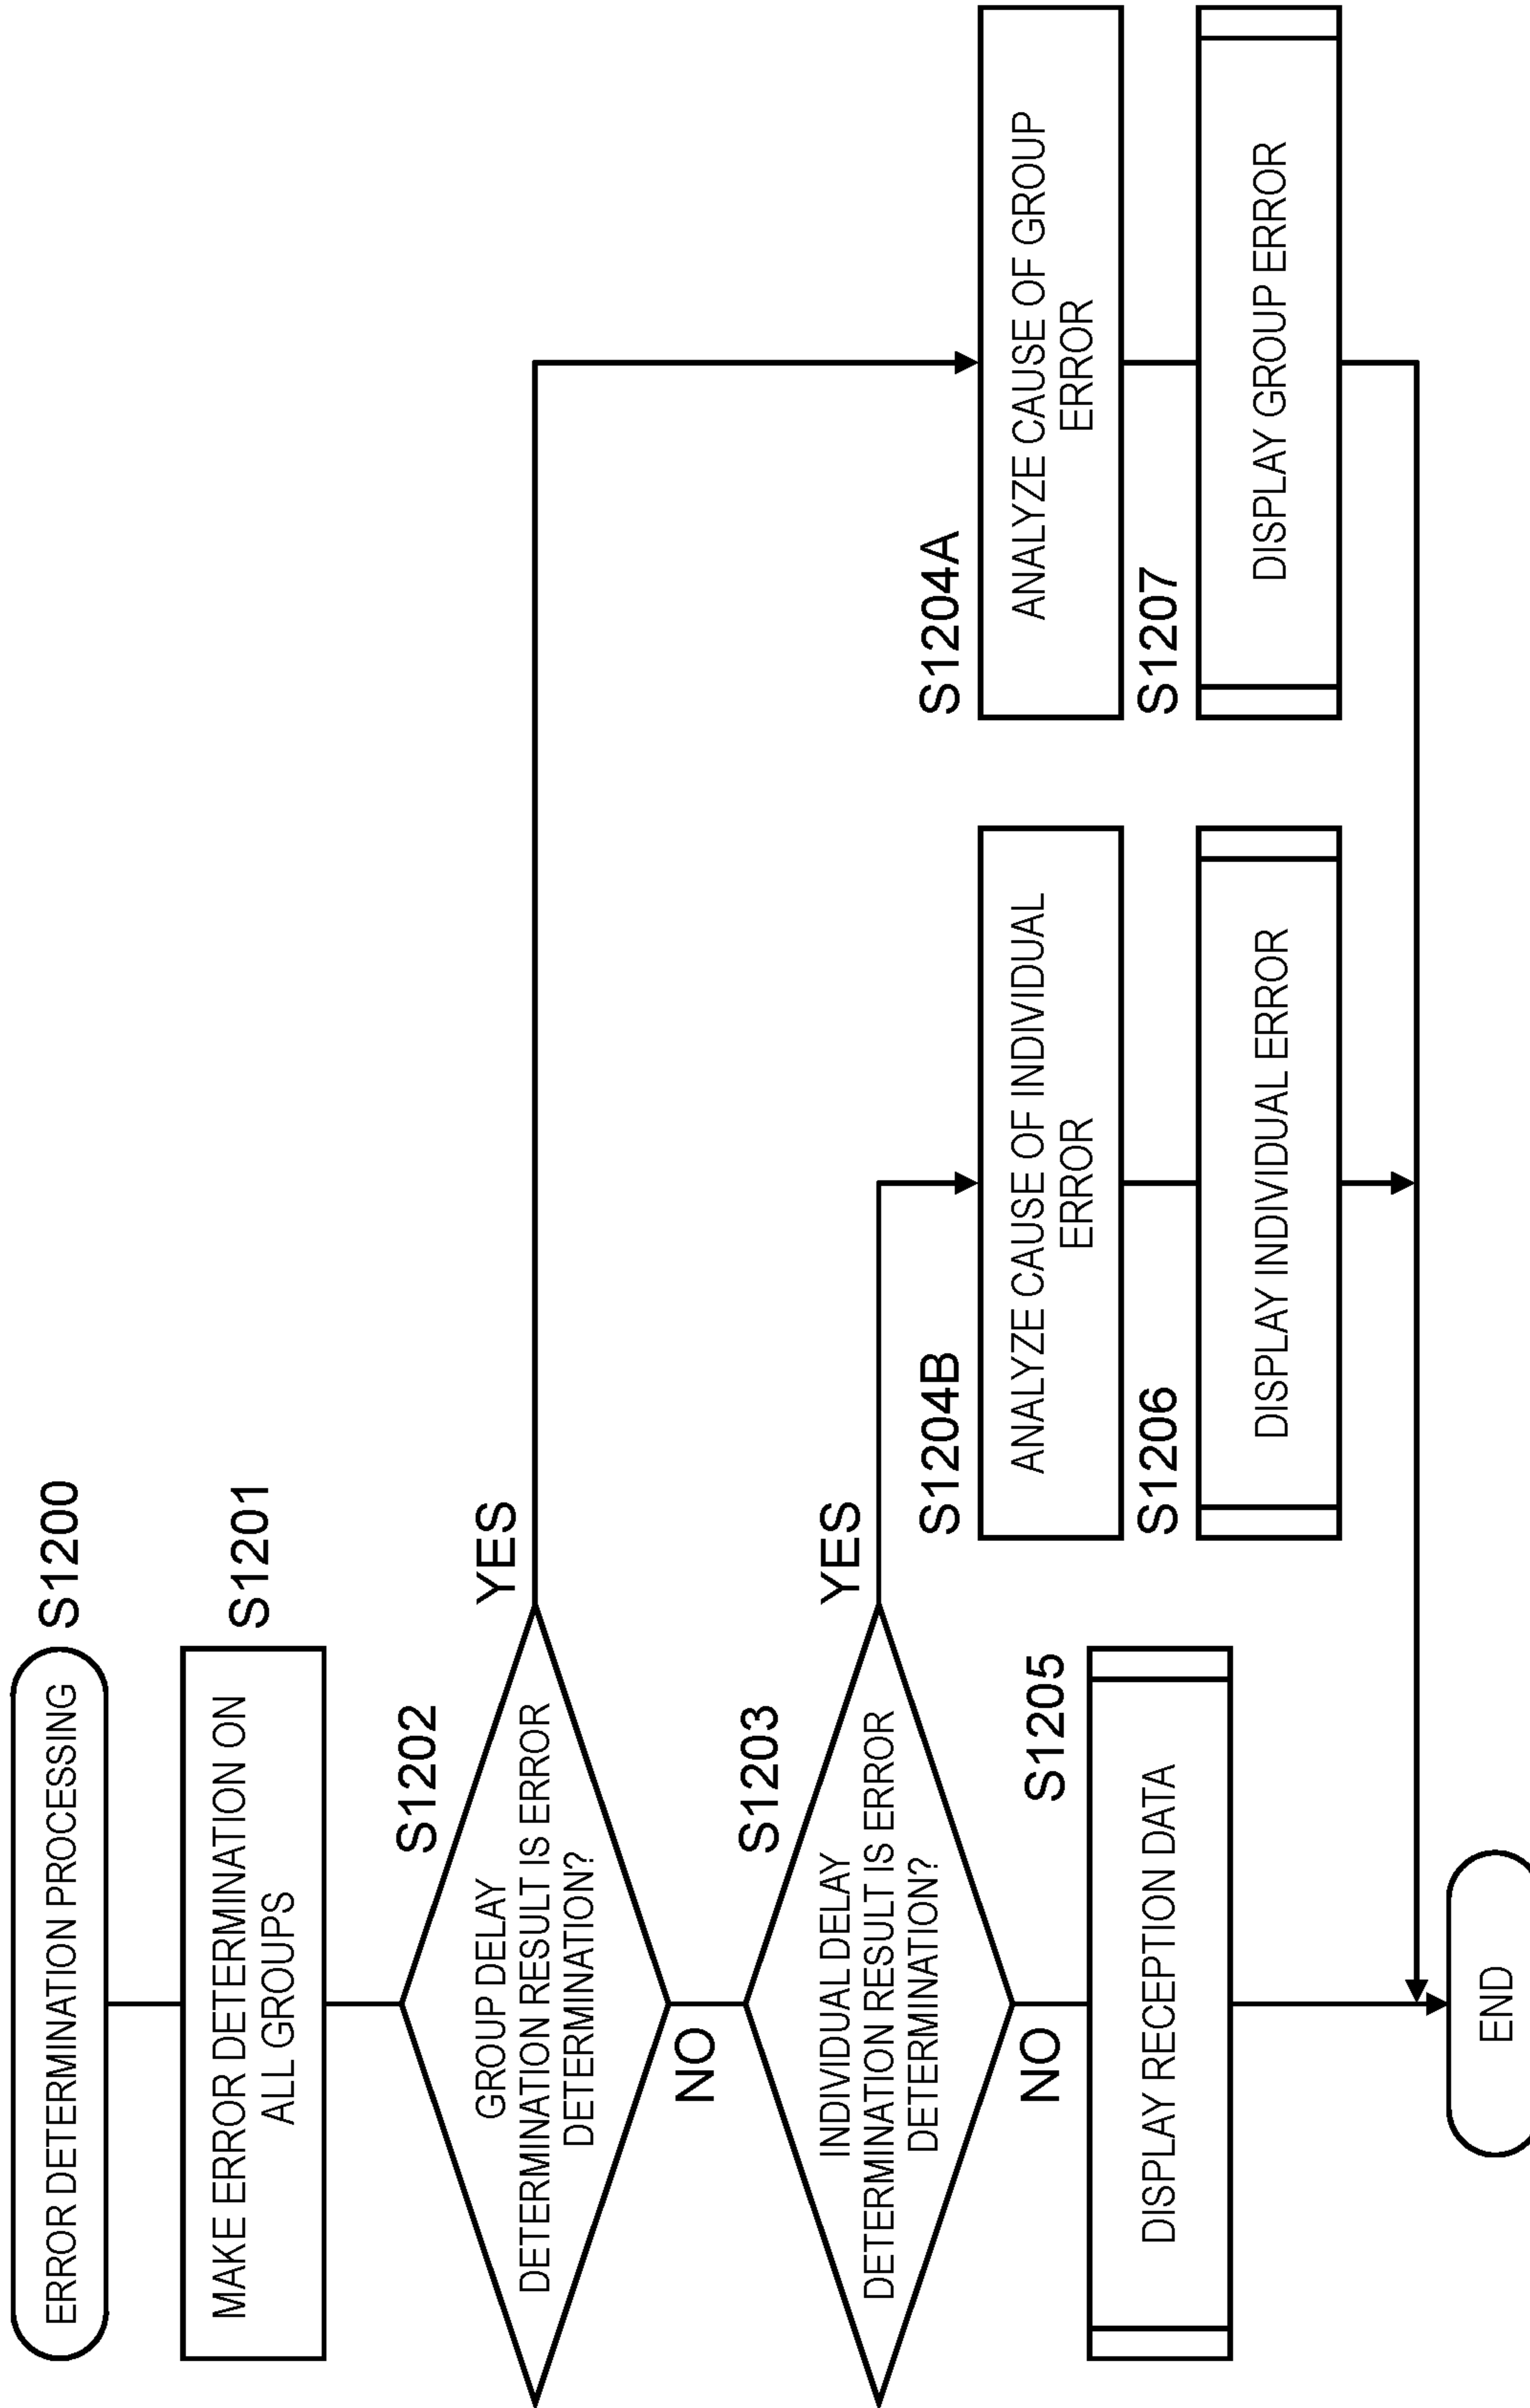 ERROR DETERMINATION PROCESSING
S1200
S1201
MAKE ERROR DETERMINATION ON
ALL GROUPS
S1202
GROUP DELAY
DETERMINATION RESULT IS ERROR
DETERMINATION?
YES
NO
S1203
INDIVIDUAL DELAY
DETERMINATION RESULT IS ERROR
DETERMINATION?
YES
NO
S1204B
ANALYZE CAUSE OF INDIVIDUAL
ERROR
S1204A
ANALYZE CAUSE OF GROUP
ERROR
S1205
DISPLAY RECEPTION DATA
S1206
DISPLAY INDIVIDUAL ERROR
S1207
DISPLAY GROUP ERROR
END